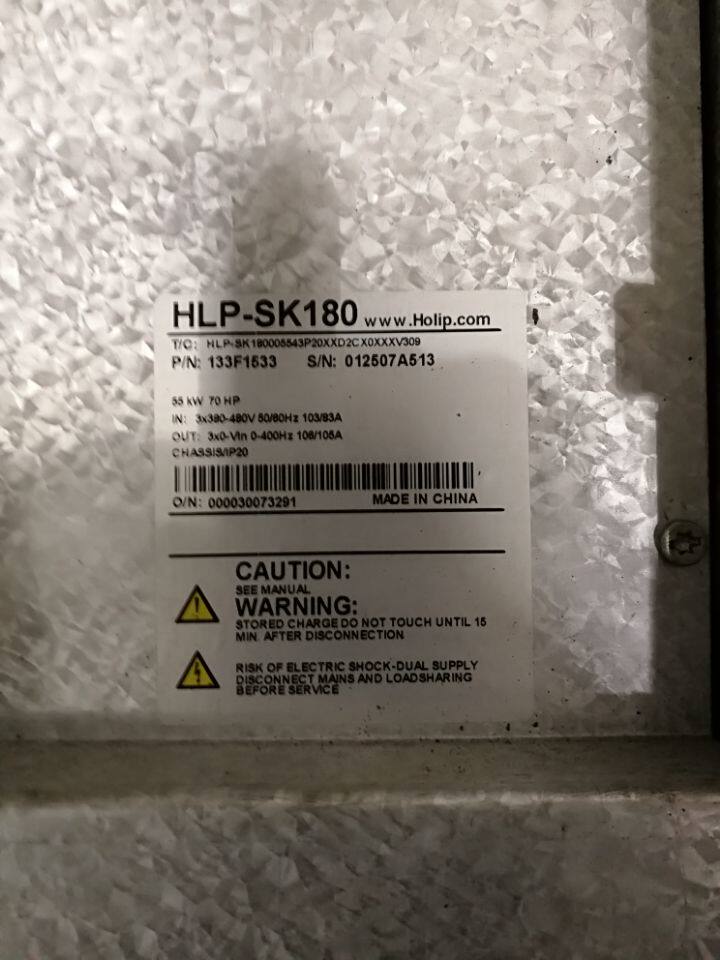 HLP-SK180 www.Holip.com
T/C: HLP-SK180005543P20XXD2CX0XXXV309
P/N: 133F1533 S/N: 012507A513
55 kW 70 HP
IN: 3x380-480V 50/60Hz 103/93A
OUT: 3x0-Vin 0-400Hz 106/105A
CHASSIS/IP20
O/N: 000030073291 MADE IN CHINA
CAUTION:
SEE MANUAL
WARNING:
STORED CHARGE DO NOT TOUCH UNTIL 15
MIN. AFTER DISCONNECTION
RISK OF ELECTRIC SHOCK-DUAL SUPPLY
DISCONNECT MAINS AND LOADSHARING
BEFORE SERVICE